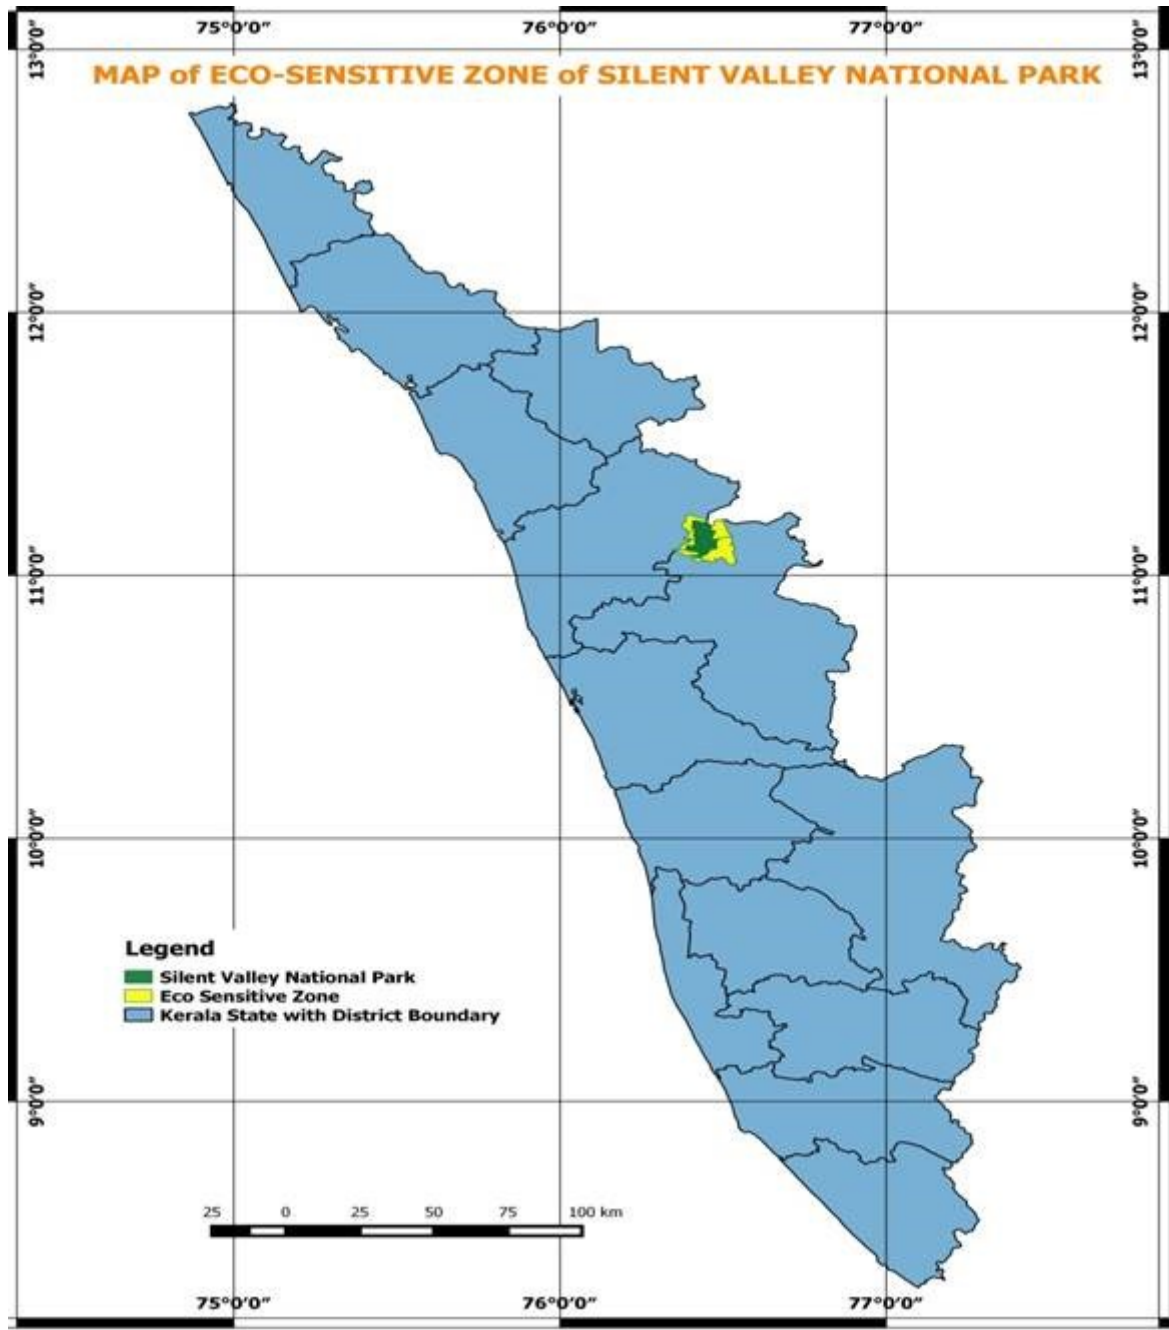 75°0'0" 76°0'0" 77°0'0"
13°0'0" 13°0'0"
MAP of ECO-SENSITIVE ZONE of SILENT VALLEY NATIONAL PARK
12°0'0" 12°0'0"
11°0'0" 11°0'0"
10°0'0" 10°0'0"
Legend
Silent Valley National Park
Eco Sensitive Zone
Kerala State with District Boundary
9°0'0" 9°0'0"
25 0 25 50 75 100 km
75°0'0" 76°0'0" 77°0'0"